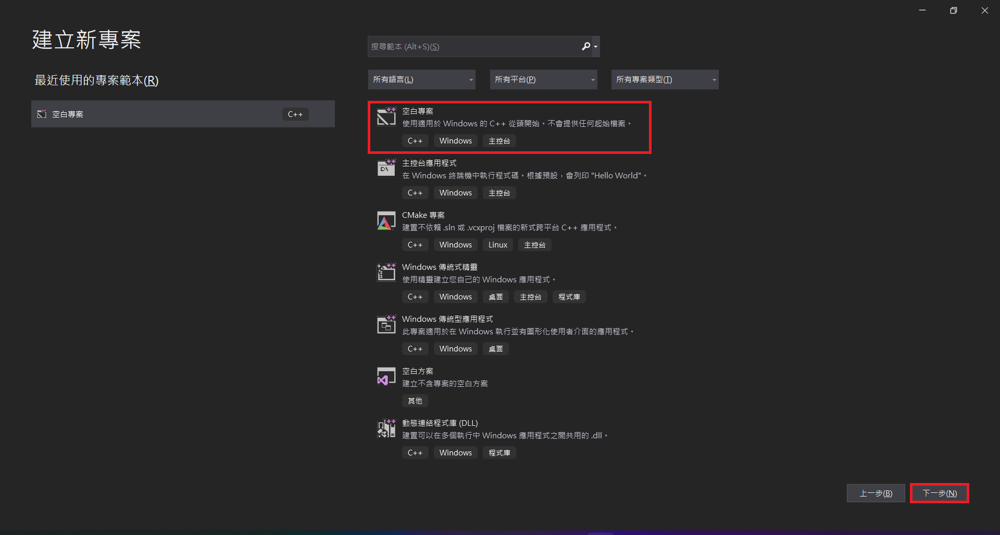 建立新專案
最近使用的專案範本(R)
空白專案 C++
搜尋範本 (Alt+S)(S)
所有語言(L) 所有平台(P) 所有專案類型(T)
空白專案
使用適用於 Windows 的 C++ 從頭開始。不會提供任何起始檔案。
C++ Windows 主控台
主控台應用程式
C:\
在 Windows 終端機中執行程式碼。根據預設，會列印 "Hello World"。
C++ Windows 主控台
CMake 專案
建置不依賴 .sln 或 .vcxproj 檔案的新式跨平台 C++ 應用程式。
C++ Windows Linux 主控台
Windows 傳統式精靈
使用精靈建立您自己的 Windows 應用程式。
C++ Windows 桌面 主控台 程式庫
Windows 傳統型應用程式
此專案適用於在 Windows 執行並有圖形化使用者介面的應用程式。
C++ Windows 桌面
空白方案
建立不含專案的空白方案
其他
動態連結程式庫 (DLL)
建置可以在多個執行中 Windows 應用程式之間共用的 .dll。
C++ Windows 程式庫
上一步(B) 下一步(N)